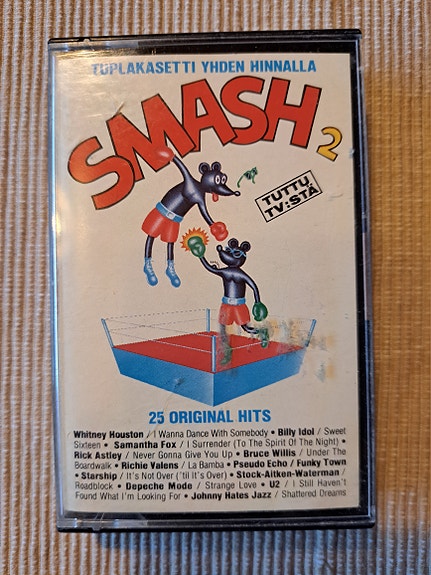 TUPLAKASETTI YHDEN HINNALLA
SMASH 2
TUTTU
TV:STÄ
25 ORIGINAL HITS
Whitney Houston / I Wanna Dance With Somebody • Billy Idol / Sweet
Sixteen • Samantha Fox / I Surrender (To The Spirit Of The Night) •
Rick Astley / Never Gonna Give You Up • Bruce Willis / Under The
Boardwalk • Richie Valens / La Bamba • Pseudo Echo / Funky Town
• Starship / It's Not Over ('til It's Over) • Stock-Aitken-Waterman /
Roadblock • Depeche Mode / Strange Love • U2 / I Still Haven't
Found What I'm Looking For • Johnny Hates Jazz / Shattered Dreams